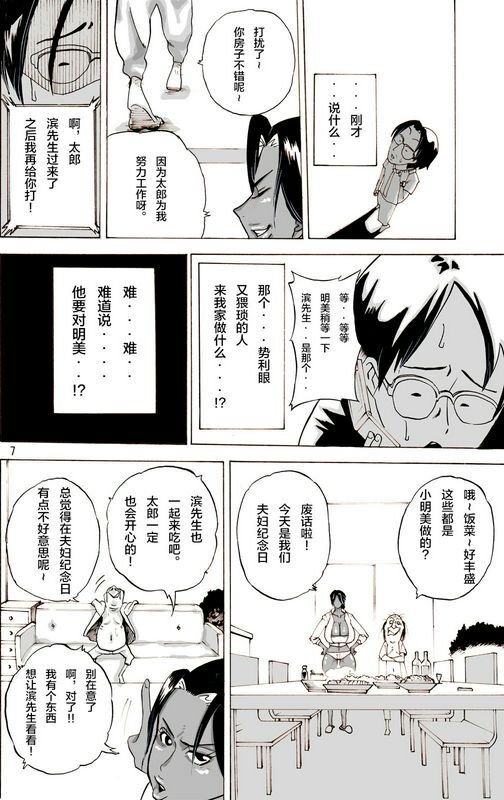 ···刚才
说什么···
打扰了~
你房子不错呢~
因为太郎为我
努力工作呀。
啊，太郎
滨先生过来了
之后我再给你打！
等··等等
明美稍等一下
滨先生··是那个··
那个···势利眼
又猥琐的人
来我家做什么···!?
难···难
难道说···
他要对明美···!?
7
哦~饭菜~好丰盛
这些都是
小明美做的?
废话啦！
今天是我们
夫妇纪念日
滨先生也
一起来吃吧。
太郎一定
也会开心的！
总觉得在夫妇纪念日
有点不好意思呢~
别在意了
啊，对了!!
我有个东西
想让滨先生看看！